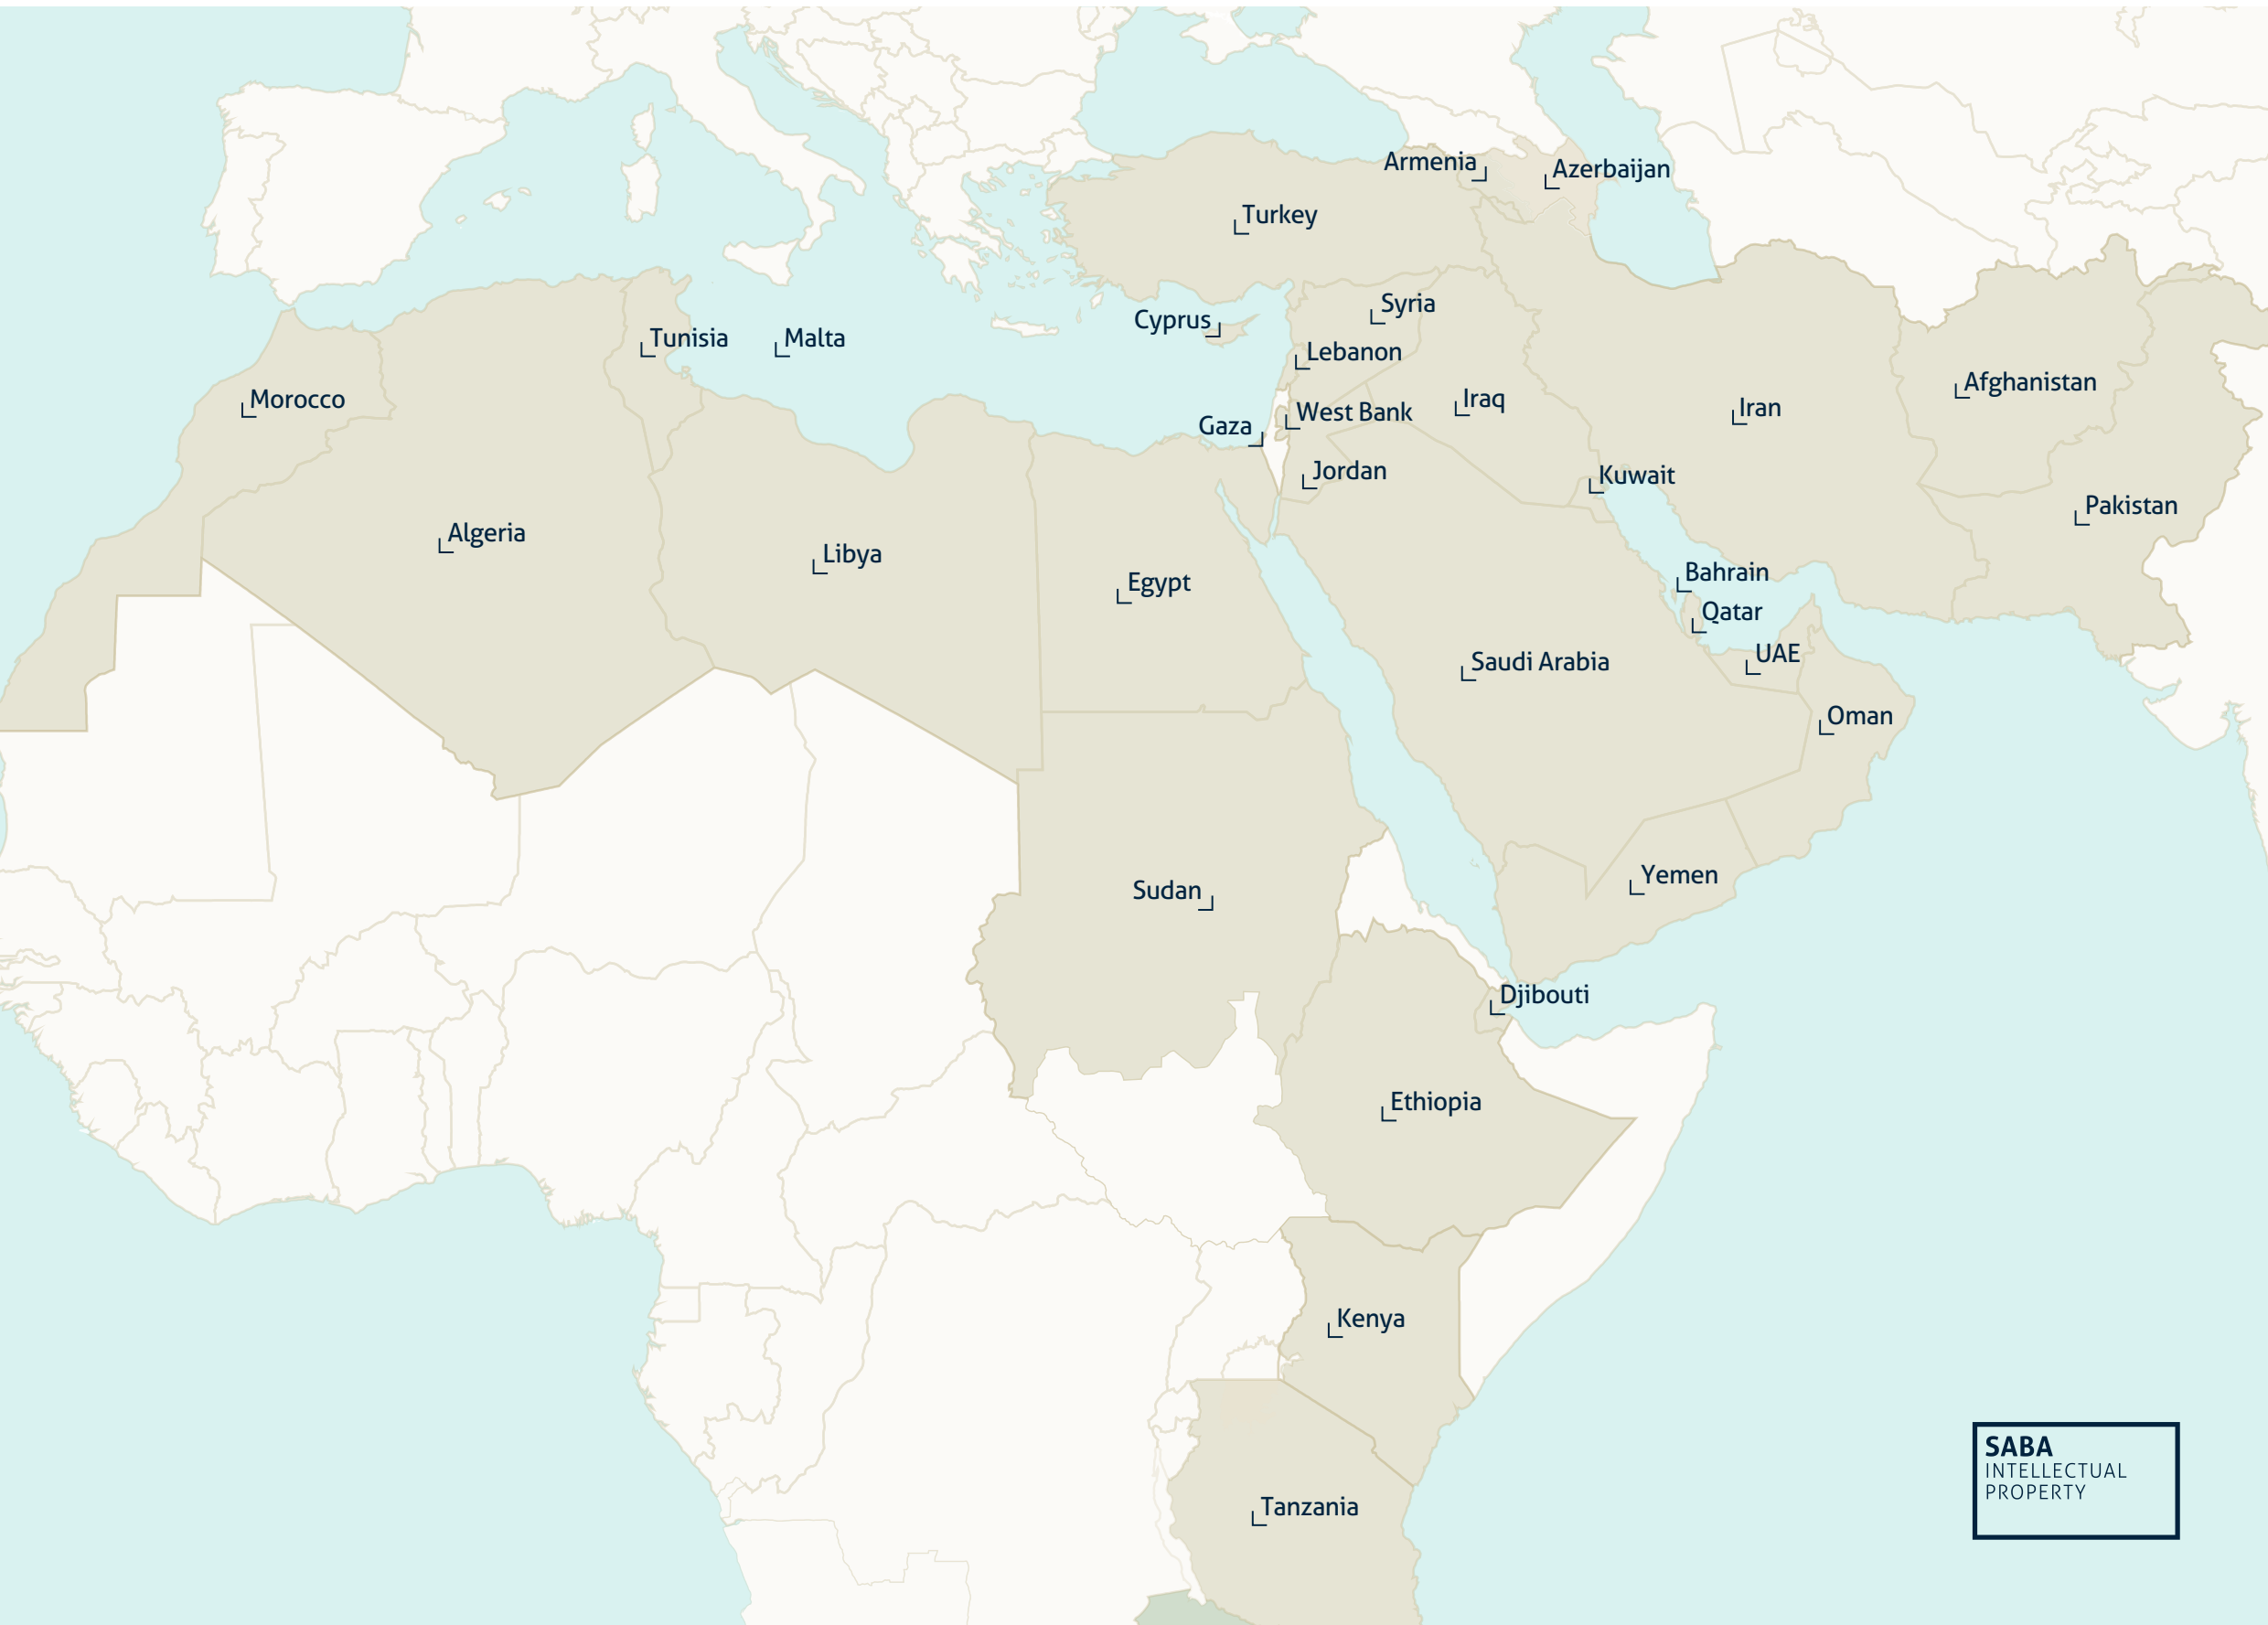 Armenia
Azerbaijan
Turkey
Syria
Cyprus
Tunisia
Malta
Lebanon
Afghanistan
Morocco
Iraq
Iran
West Bank
Gaza
Jordan
Kuwait
Pakistan
Algeria
Libya
Egypt
Bahrain
Qatar
UAE
Saudi Arabia
Oman
Yemen
Sudan
Djibouti
Ethiopia
Kenya
Tanzania
SABA
INTELLECTUAL
PROPERTY